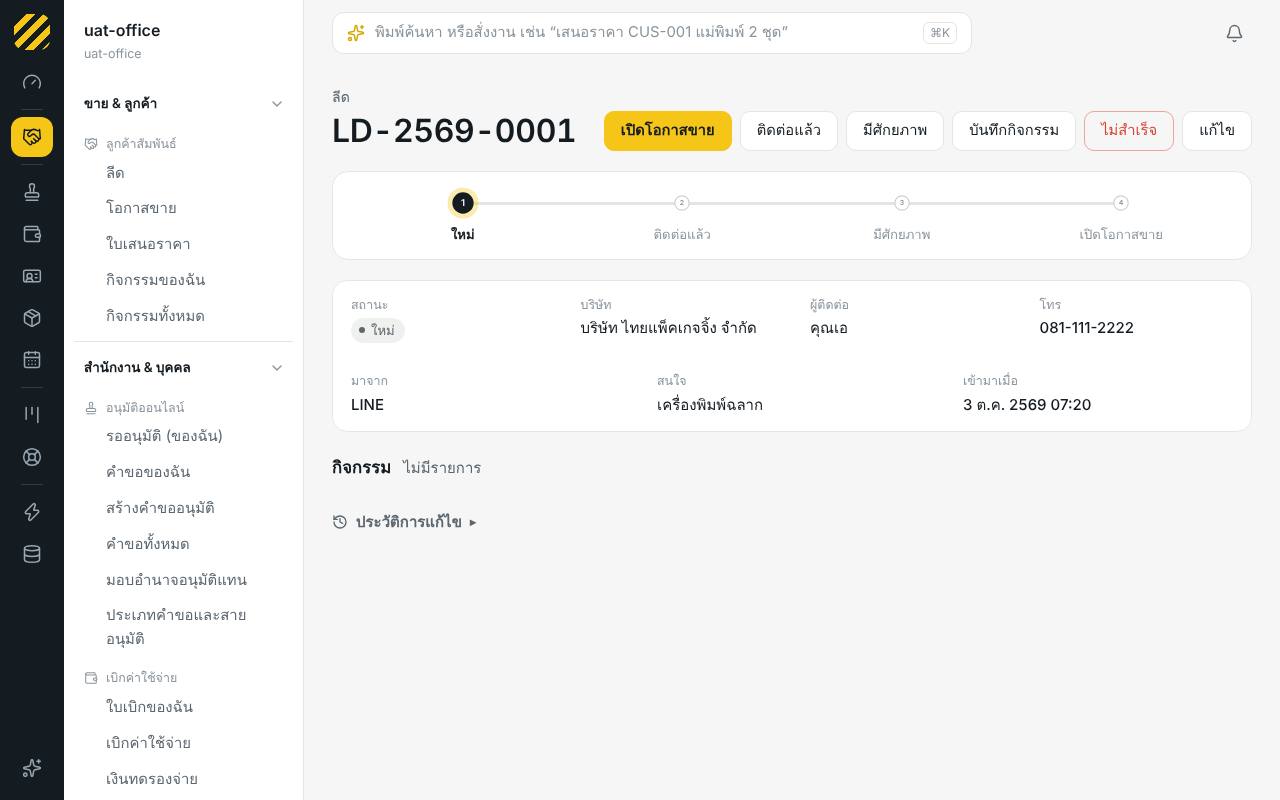 uat-office
uat-office
ขาย & ลูกค้า
ลูกค้าสัมพันธ์
ลีด
โอกาสขาย
ใบเสนอราคา
กิจกรรมของฉัน
กิจกรรมทั้งหมด
สำนักงาน & บุคคล
อนุมัติออนไลน์
รออนุมัติ (ของฉัน)
คำขอของฉัน
สร้างคำขออนุมัติ
คำขอทั้งหมด
มอบอำนาจอนุมัติแทน
ประเภทคำขอและสาย
อนุมัติ
เบิกค่าใช้จ่าย
ใบเบิกของฉัน
เบิกค่าใช้จ่าย
เงินทดรองจ่าย
พิมพ์ค้นหา หรือสั่งงาน เช่น “เสนอราคา CUS-001 แม่พิมพ์ 2 ชุด” ⌘K
ลีด
LD-2569-0001 เปิดโอกาสขาย ติดต่อแล้ว มีศักยภาพ บันทึกกิจกรรม ไม่สำเร็จ แก้ไข
1 2 3 4
ใหม่ ติดต่อแล้ว มีศักยภาพ เปิดโอกาสขาย
สถานะ บริษัท ผู้ติดต่อ โทร
ใหม่ บริษัท ไทยแพ็คเกจจิ้ง จำกัด คุณเอ 081-111-2222
มาจาก สนใจ เข้ามาเมื่อ
LINE เครื่องพิมพ์ฉลาก 3 ต.ค. 2569 07:20
กิจกรรม ไม่มีรายการ
ประวัติการแก้ไข ▸